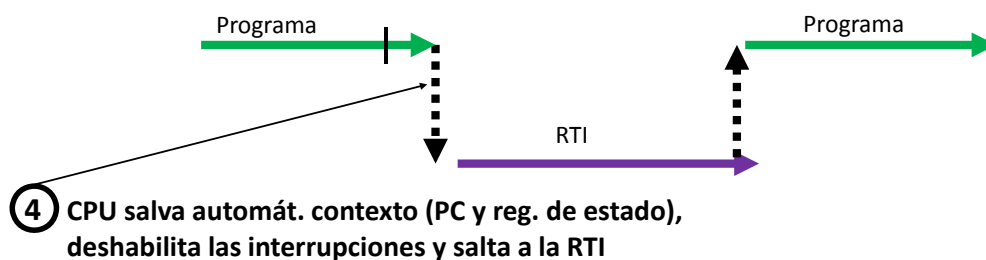 Programa
Programa
RTI
4 CPU salva automát. contexto (PC y reg. de estado),
deshabilita las interrupciones y salta a la RTI